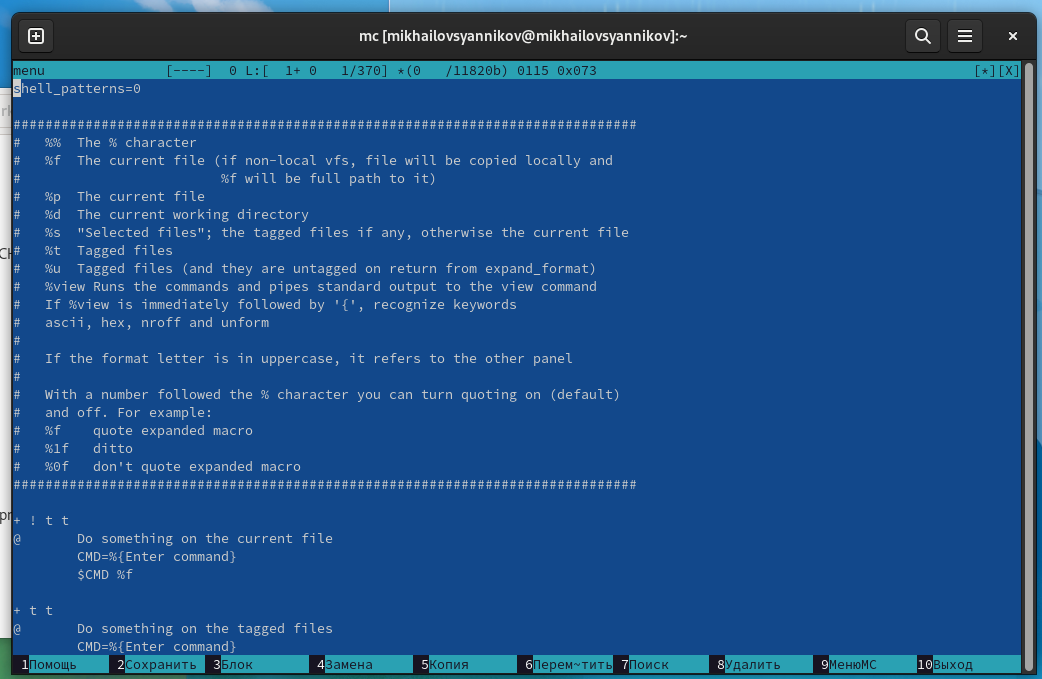 mc [mikhailovsyannikov@mikhailovsyannikov]:~
menu [----] 0 L:[ 1+ 0 1/370] *(0 /11820b) 0115 0x073 [*][X]
shell_patterns=0
##############################################################################
# %% The % character
# %f The current file (if non-local vfs, file will be copied locally and
# %f will be full path to it)
# %p The current file
# %d The current working directory
# %s "Selected files"; the tagged files if any, otherwise the current file
# %t Tagged files
# %u Tagged files (and they are untagged on return from expand_format)
# %view Runs the commands and pipes standard output to the view command
# If %view is immediately followed by '{', recognize keywords
# ascii, hex, nroff and unform
#
# If the format letter is in uppercase, it refers to the other panel
#
# With a number followed the % character you can turn quoting on (default)
# and off. For example:
# %f quote expanded macro
# %1f ditto
# %0f don't quote expanded macro
##############################################################################
+ ! t t
@ Do something on the current file
CMD=%{Enter command}
$CMD %f
+ t t
@ Do something on the tagged files
CMD=%{Enter command}
1Помощь 2Сохранить 3Блок 4Замена 5Копия 6Перем~тить 7Поиск 8Удалить 9МенюMC 10Выход